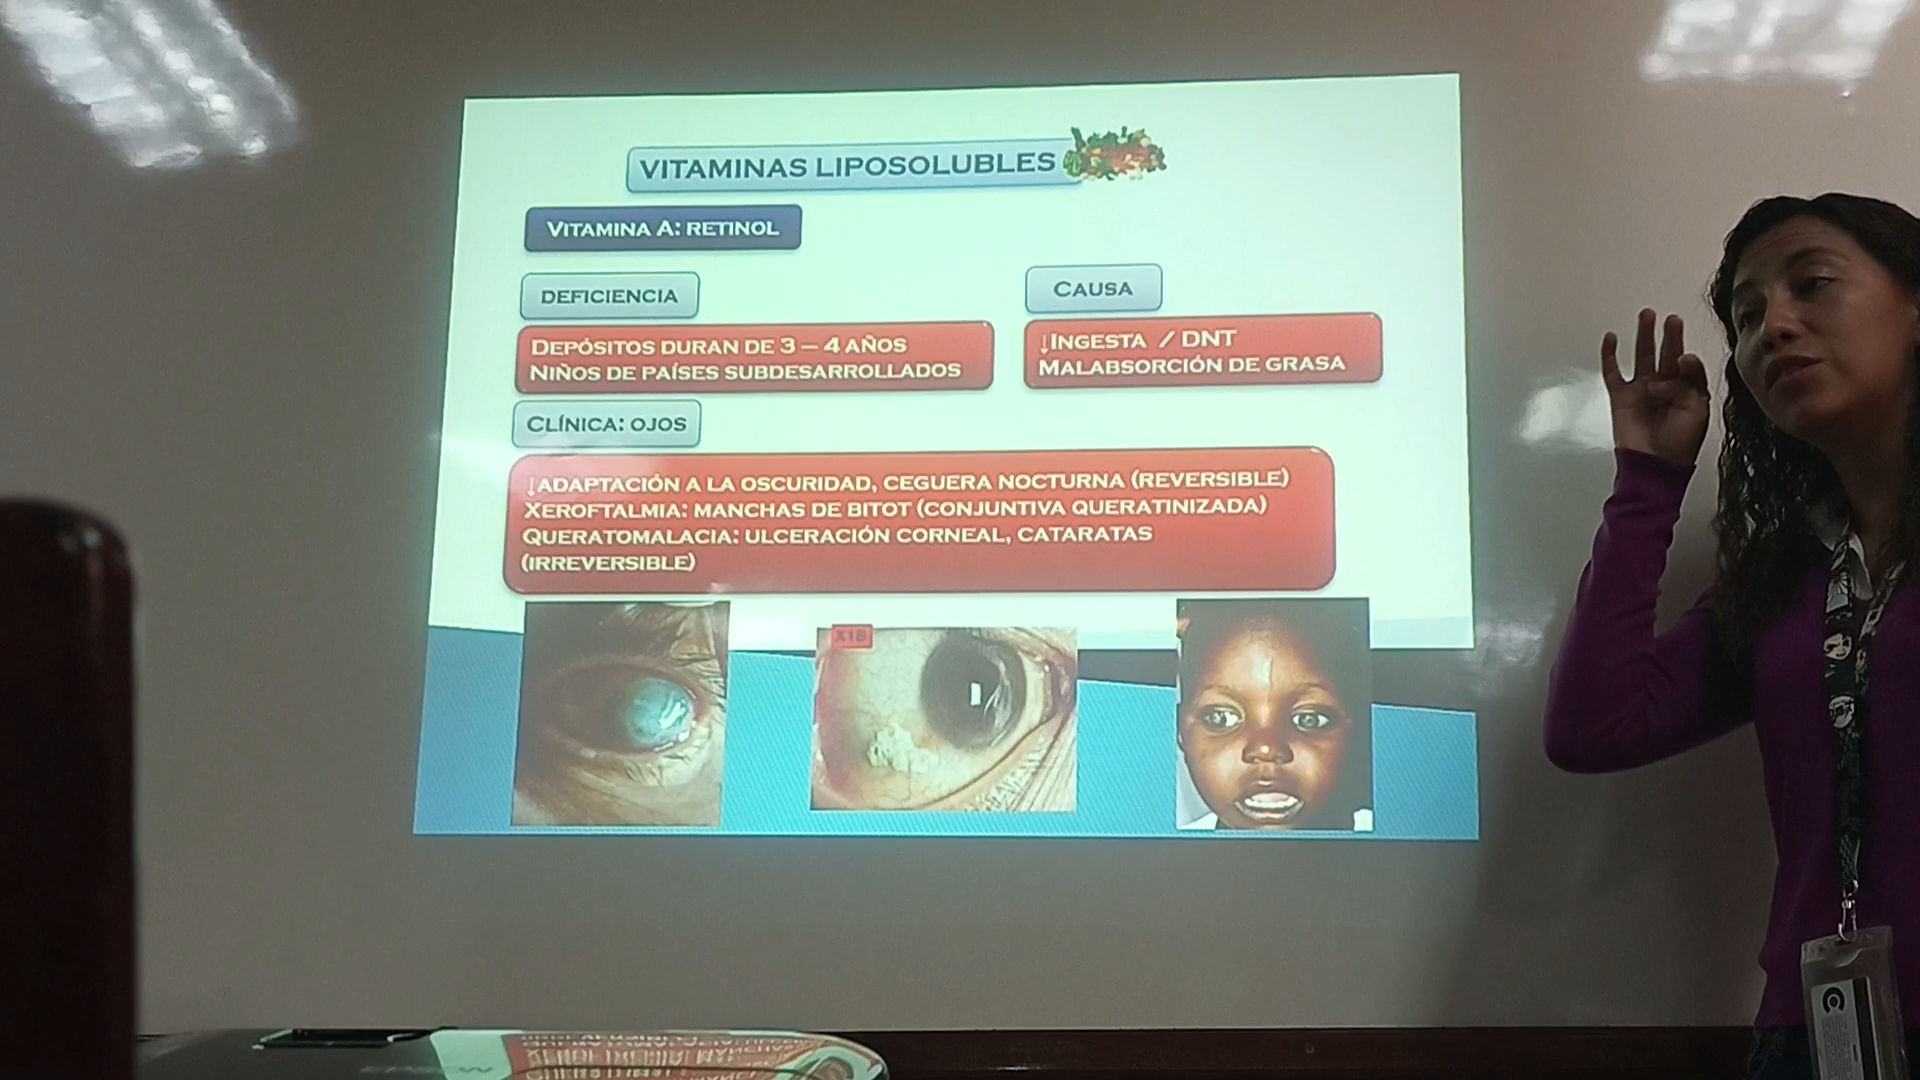 VITAMINAS LIPOSOLUBLES
VITAMINA A: RETINOL
DEFICIENCIA
CAUSA
DEPÓSITOS DURAN DE 3 – 4 AÑOS
NIÑOS DE PAÍSES SUBDESARROLLADOS
↓INGESTA / DNT
MALABSORCIÓN DE GRASA
CLÍNICA: OJOS
↓ADAPTACIÓN A LA OSCURIDAD, CEGUERA NOCTURNA (REVERSIBLE)
XEROFTALMIA: MANCHAS DE BITOT (CONJUNTIVA QUERATINIZADA)
QUERATOMALACIA: ULCERACIÓN CORNEAL, CATARATAS
(IRREVERSIBLE)
X1B